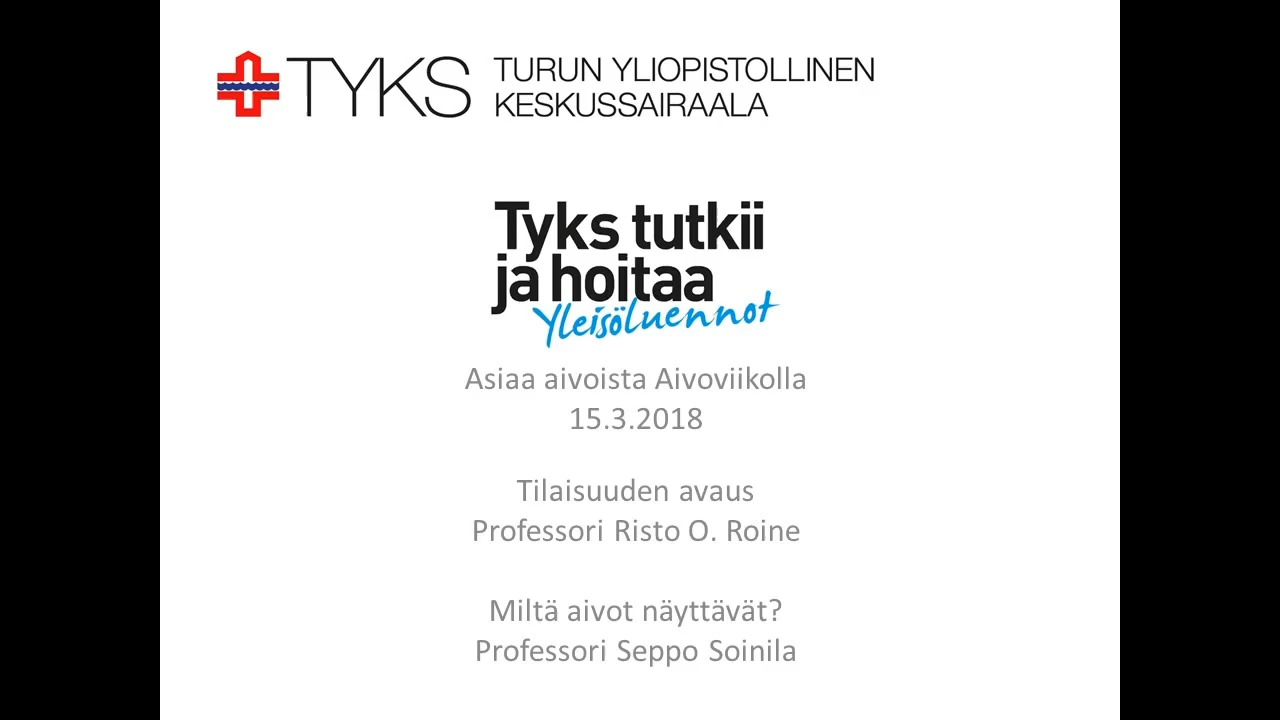 TYKS TURUN YLIOPISTOLLINEN
KESKUSSAIRAALA
Tyks tutkii
ja hoitaa
Yleisöluennot
Asiaa aivoista Aivoviikolla
15.3.2018
Tilaisuuden avaus
Professori Risto O. Roine
Miltä aivot näyttävät?
Professori Seppo Soinila